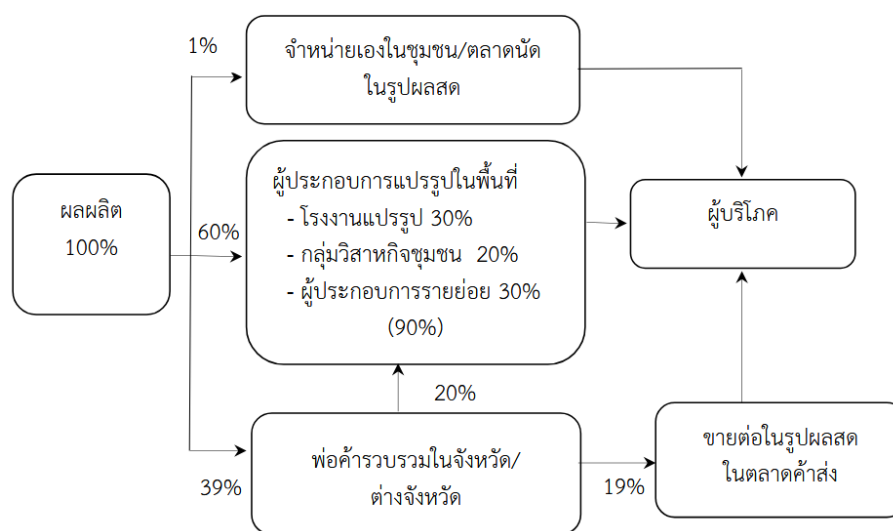 1%
จำหน่ายเองในชุมชน/ตลาดนัด
ในรูปผลสด
ผลผลิต
100%
60%
ผู้ประกอบการแปรรูปในพื้นที่
- โรงงานแปรรูป 30%
- กลุ่มวิสาหกิจชุมชน 20%
- ผู้ประกอบการรายย่อย 30%
(90%)
ผู้บริโภค
20%
39%
พ่อค้ารวบรวมในจังหวัด/
ต่างจังหวัด
19%
ขายต่อในรูปผลสด
ในตลาดค้าส่ง